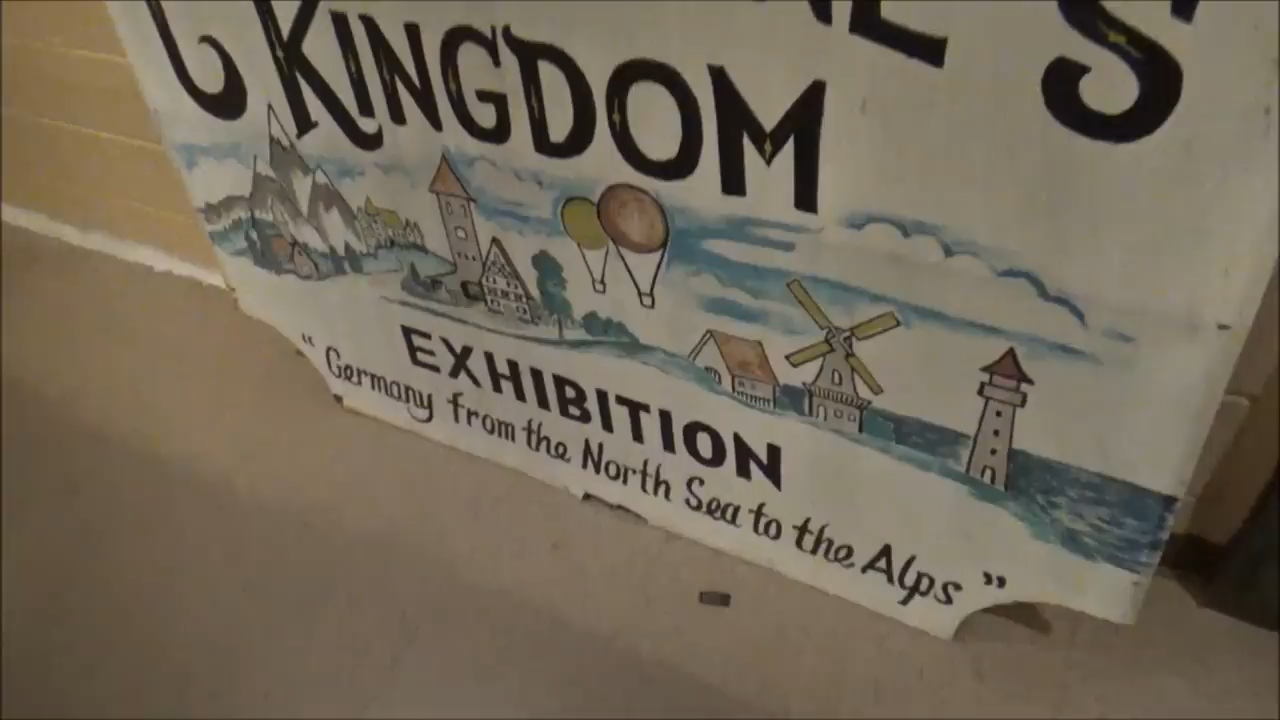 KINGDOM
EXHIBITION
“Germany from the North Sea to the Alps”